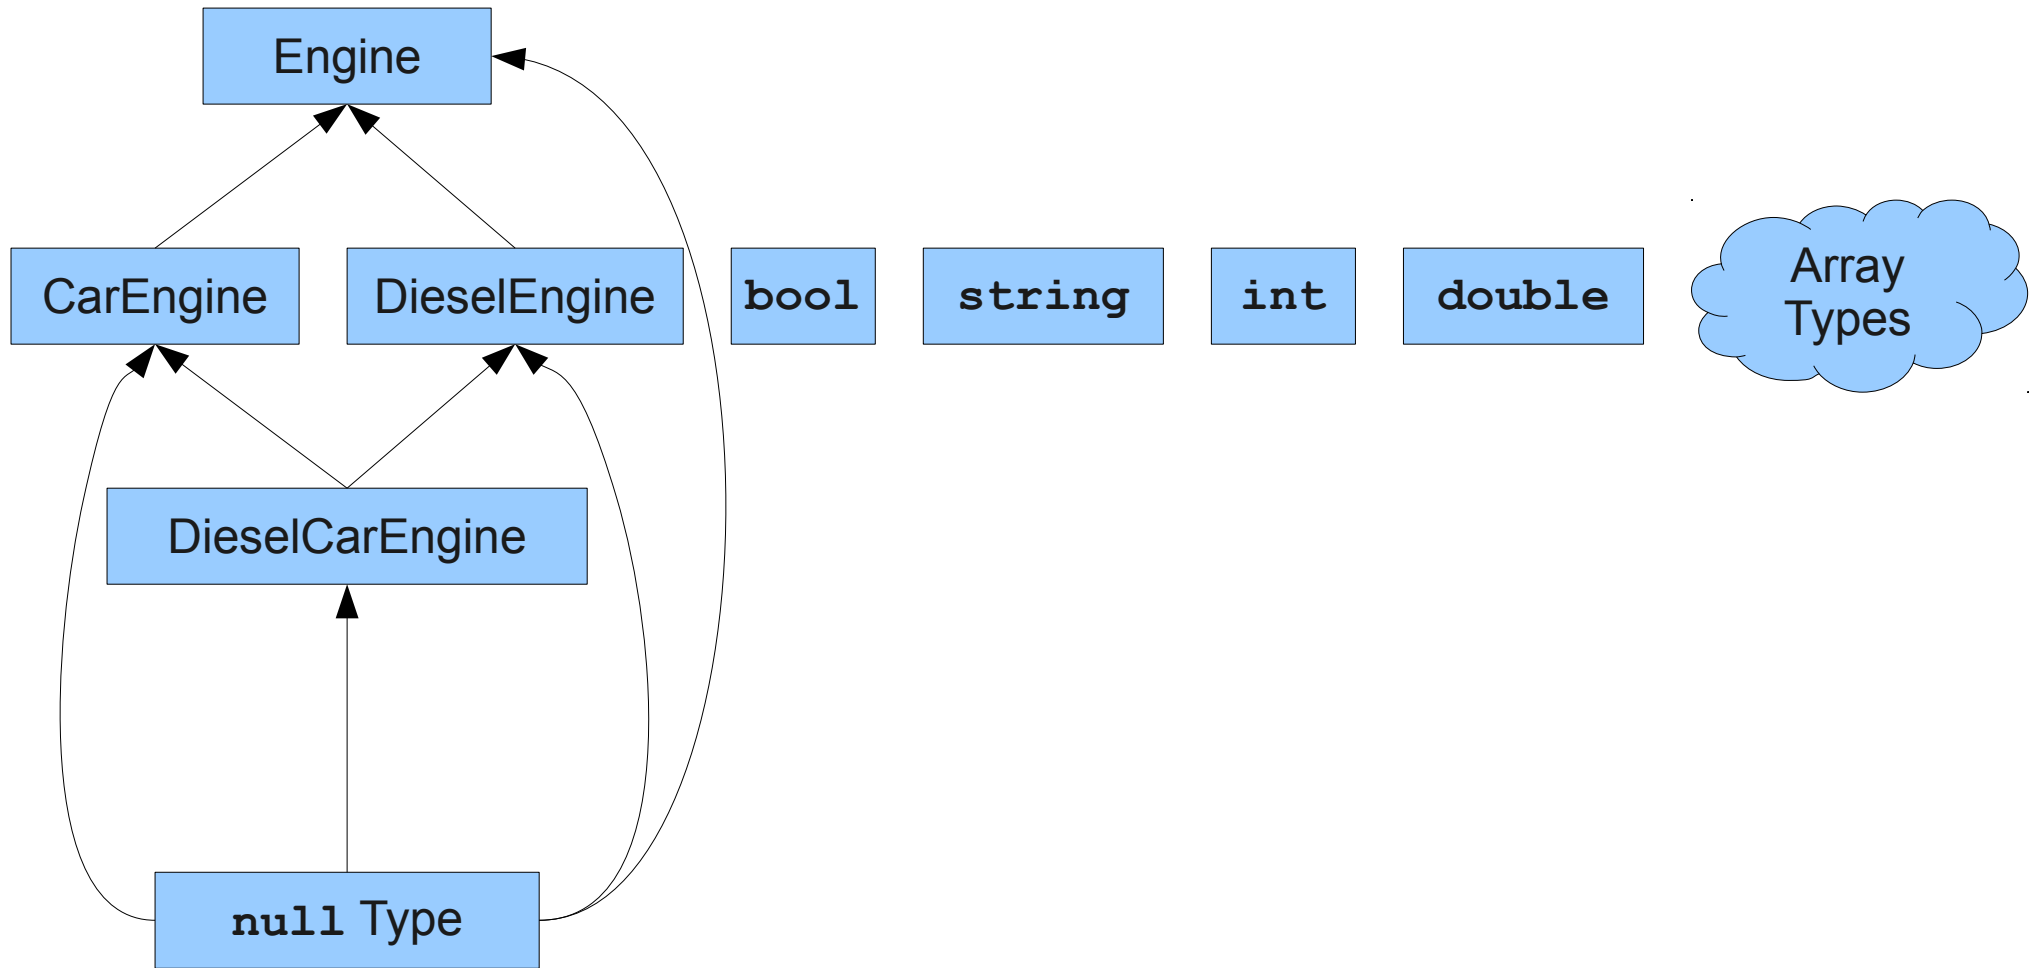 Engine
CarEngine
DieselEngine
bool
string
int
double
Array
Types
DieselCarEngine
null Type